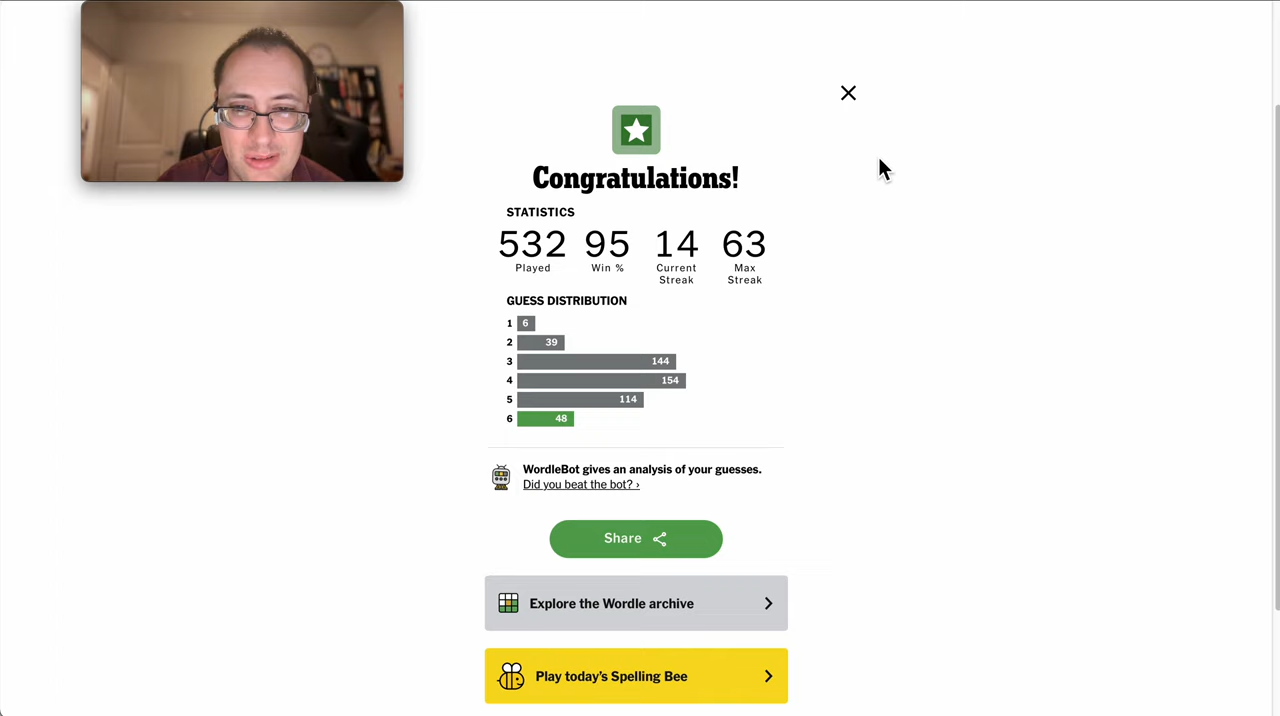 Congratulations!
STATISTICS
532 95 14 63
Played Win % Current Streak Max Streak
GUESS DISTRIBUTION
1 6
2 39
3 144
4 154
5 114
6 48
WordleBot gives an analysis of your guesses.
Did you beat the bot? ›
Share
Explore the Wordle archive
Play today’s Spelling Bee